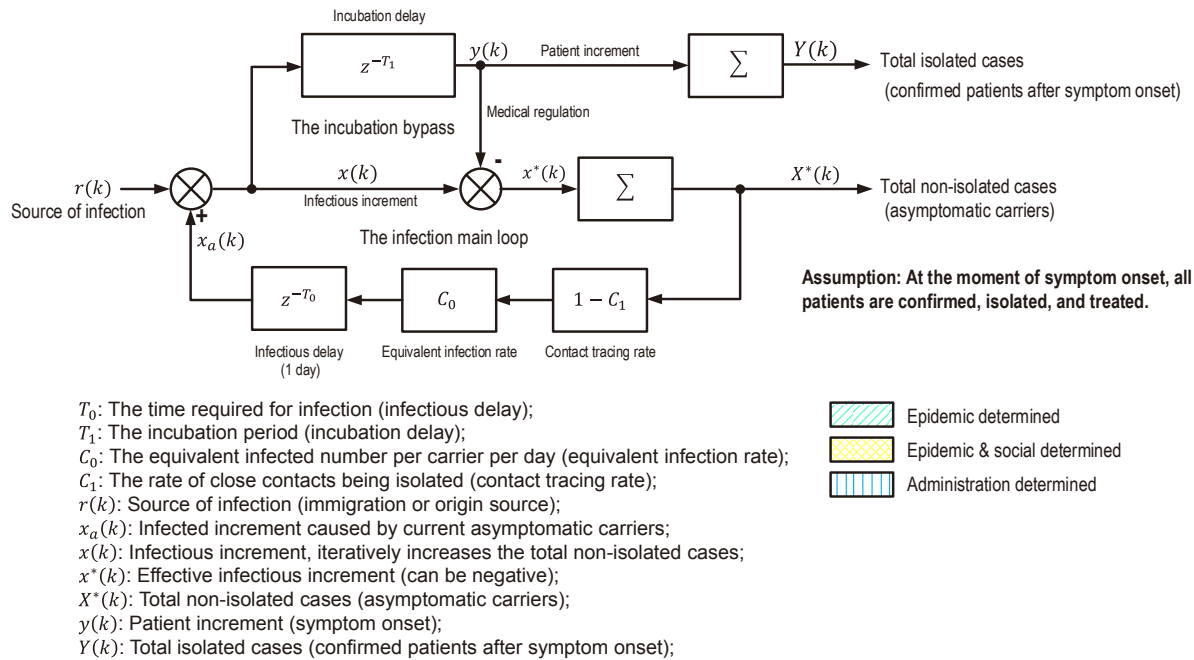 Incubation delay
z^{-T_1}
y(k)
Patient increment
∑
Y(k)
Total isolated cases
(confirmed patients after symptom onset)
The incubation bypass
Medical regulation
-
r(k)
Source of infection
x(k)
Infectious increment
x*(k)
∑
X*(k)
Total non-isolated cases
(asymptomatic carriers)
+
x_a(k)
The infection main loop
z^{-T_0}
C_0
1 − C_1
Infectious delay
(1 day)
Equivalent infection rate
Contact tracing rate
Assumption: At the moment of symptom onset, all
patients are confirmed, isolated, and treated.
T_0: The time required for infection (infectious delay);
T_1: The incubation period (incubation delay);
C_0: The equivalent infected number per carrier per day (equivalent infection rate);
C_1: The rate of close contacts being isolated (contact tracing rate);
r(k): Source of infection (immigration or origin source);
x_a(k): Infected increment caused by current asymptomatic carriers;
x(k): Infectious increment, iteratively increases the total non-isolated cases;
x*(k): Effective infectious increment (can be negative);
X*(k): Total non-isolated cases (asymptomatic carriers);
y(k): Patient increment (symptom onset);
Y(k): Total isolated cases (confirmed patients after symptom onset);
Epidemic determined
Epidemic & social determined
Administration determined